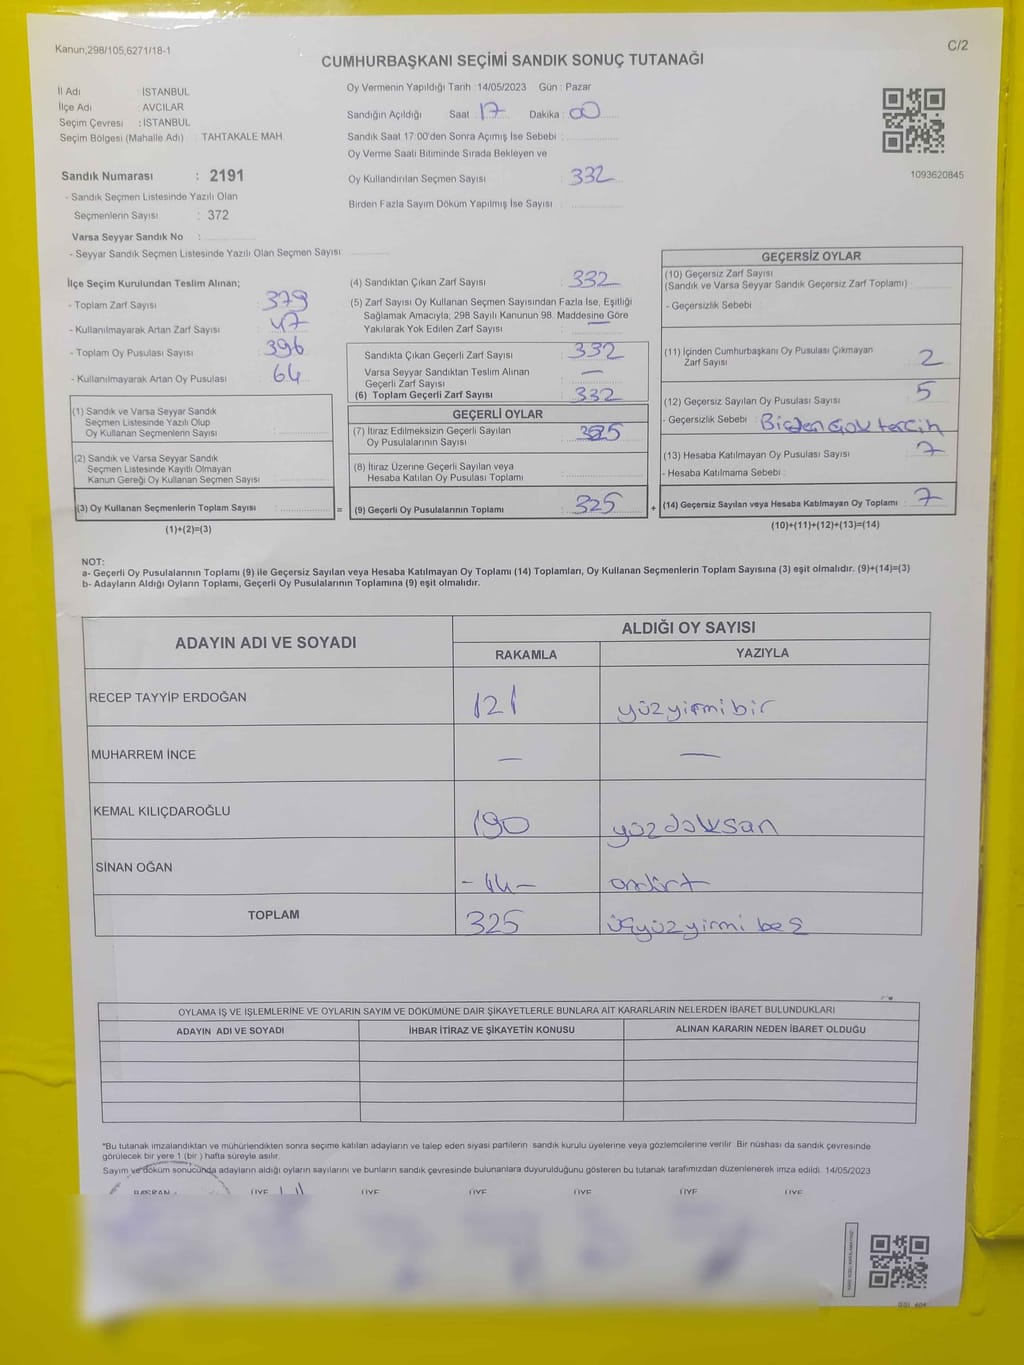 Kanun;298/105,6271/18-1
C/2
CUMHURBAŞKANI SEÇİMİ SANDIK SONUÇ TUTANAĞI
İl Adı : İSTANBUL
İlçe Adı : AVCILAR
Seçim Çevresi : İSTANBUL
Seçim Bölgesi (Mahalle Adı) : TAHTAKALE MAH.
Sandık Numarası : 2191
- Sandık Seçmen Listesinde Yazılı Olan
Seçmenlerin Sayısı : 372
Varsa Seyyar Sandık No :
- Seyyar Sandık Seçmen Listesinde Yazılı Olan Seçmen Sayısı:
Oy Vermenin Yapıldığı Tarih : 14/05/2023 Gün : Pazar
Sandığın Açıldığı Saat : 17 Dakika : 00
Sandık Saat 17:00'den Sonra Açımış İse Sebebi :
Oy Verme Saati Bitiminde Sırada Bekleyen ve
Oy Kullandırılan Seçmen Sayısı : 332
Birden Fazla Sayım Döküm Yapılmış İse Sayısı :
1093620845
İlçe Seçim Kurulundan Teslim Alınan;
- Toplam Zarf Sayısı : 379
- Kullanılmayarak Artan Zarf Sayısı : 47
- Toplam Oy Pusulası Sayısı : 396
- Kullanılmayarak Artan Oy Pusulası : 64
(1) Sandık ve Varsa Seyyar Sandık
Seçmen Listesinde Yazılı Olup
Oy Kullanan Seçmenlerin Sayısı :
(2) Sandık ve Varsa Seyyar Sandık
Seçmen Listesinde Kayıtlı Olmayan
Kanun Gereği Oy Kullanan Seçmen Sayısı :
(3) Oy Kullanan Seçmenlerin Toplam Sayısı : =
(1)+(2)=(3)
(4) Sandıktan Çıkan Zarf Sayısı : 332
(5) Zarf Sayısı Oy Kullanan Seçmen Sayısından Fazla İse, Eşitliği
Sağlamak Amacıyla, 298 Sayılı Kanunun 98. Maddesine Göre
Yakılarak Yok Edilen Zarf Sayısı : —
Sandıkta Çıkan Geçerli Zarf Sayısı : 332
Varsa Seyyar Sandıktan Teslim Alınan
Geçerli Zarf Sayısı : —
(6) Toplam Geçerli Zarf Sayısı : 332
GEÇERLİ OYLAR
(7) İtiraz Edilmeksizin Geçerli Sayılan
Oy Pusulalarının Sayısı : 325
(8) İtiraz Üzerine Geçerli Sayılan veya
Hesaba Katılan Oy Pusulası Toplamı :
(9) Geçerli Oy Pusulalarının Toplamı : 325 +
GEÇERSİZ OYLAR
(10) Geçersiz Zarf Sayısı
(Sandık ve Varsa Seyyar Sandık Geçersiz Zarf Toplamı) :
- Geçersizlik Sebebi :
(11) İçinden Cumhurbaşkanı Oy Pusulası Çıkmayan
Zarf Sayısı : 2
(12) Geçersiz Sayılan Oy Pusulası Sayısı : 5
- Geçersizlik Sebebi : Birden Çok tercih
(13) Hesaba Katılmayan Oy Pusulası Sayısı : 7
- Hesaba Katılmama Sebebi :
(14) Geçersiz Sayılan veya Hesaba Katılmayan Oy Toplamı : 7
(10)+(11)+(12)+(13)=(14)
NOT:
a- Geçerli Oy Pusulalarının Toplamı (9) ile Geçersiz Sayılan veya Hesaba Katılmayan Oy Toplamı (14) Toplamları, Oy Kullanan Seçmenlerin Toplam Sayısına (3) eşit olmalıdır. (9)+(14)=(3)
b- Adayların Aldığı Oyların Toplamı, Geçerli Oy Pusulalarının Toplamına (9) eşit olmalıdır.
ADAYIN ADI VE SOYADI
ALDIĞI OY SAYISI
RAKAMLA YAZIYLA
RECEP TAYYİP ERDOĞAN 121 yüzyirmibir
MUHARREM İNCE — —
KEMAL KILIÇDAROĞLU 190 yüzdoksan
SİNAN OĞAN -14- ondört
TOPLAM 325 üçyüzyirmi beş
OYLAMA İŞ VE İŞLEMLERİNE VE OYLARIN SAYIM VE DÖKÜMÜNE DAİR ŞİKAYETLERLE BUNLARA AİT KARARLARIN NELERDEN İBARET BULUNDUKLARI
ADAYIN ADI VE SOYADI İHBAR İTİRAZ VE ŞİKAYETİN KONUSU ALINAN KARARIN NEDEN İBARET OLDUĞU
*Bu tutanak imzalandıktan ve mühürlendikten sonra seçime katılan adayların ve talep eden siyasi partilerin sandık kurulu üyelerine veya gözlemcilerine verilir. Bir nüshası da sandık çevresinde
görülecek bir yere 1 (bir ) hafta süreyle asılır.
Sayım ve döküm sonucunda adayların aldığı oyların sayılarını ve bunların sandık çevresinde bulunanlara duyurulduğunu gösteren bu tutanak tarafımızdan düzenlenerek imza edildi. 14/05/2023
BAŞKAN ÜYE ÜYE ÜYE ÜYE ÜYE ÜYE